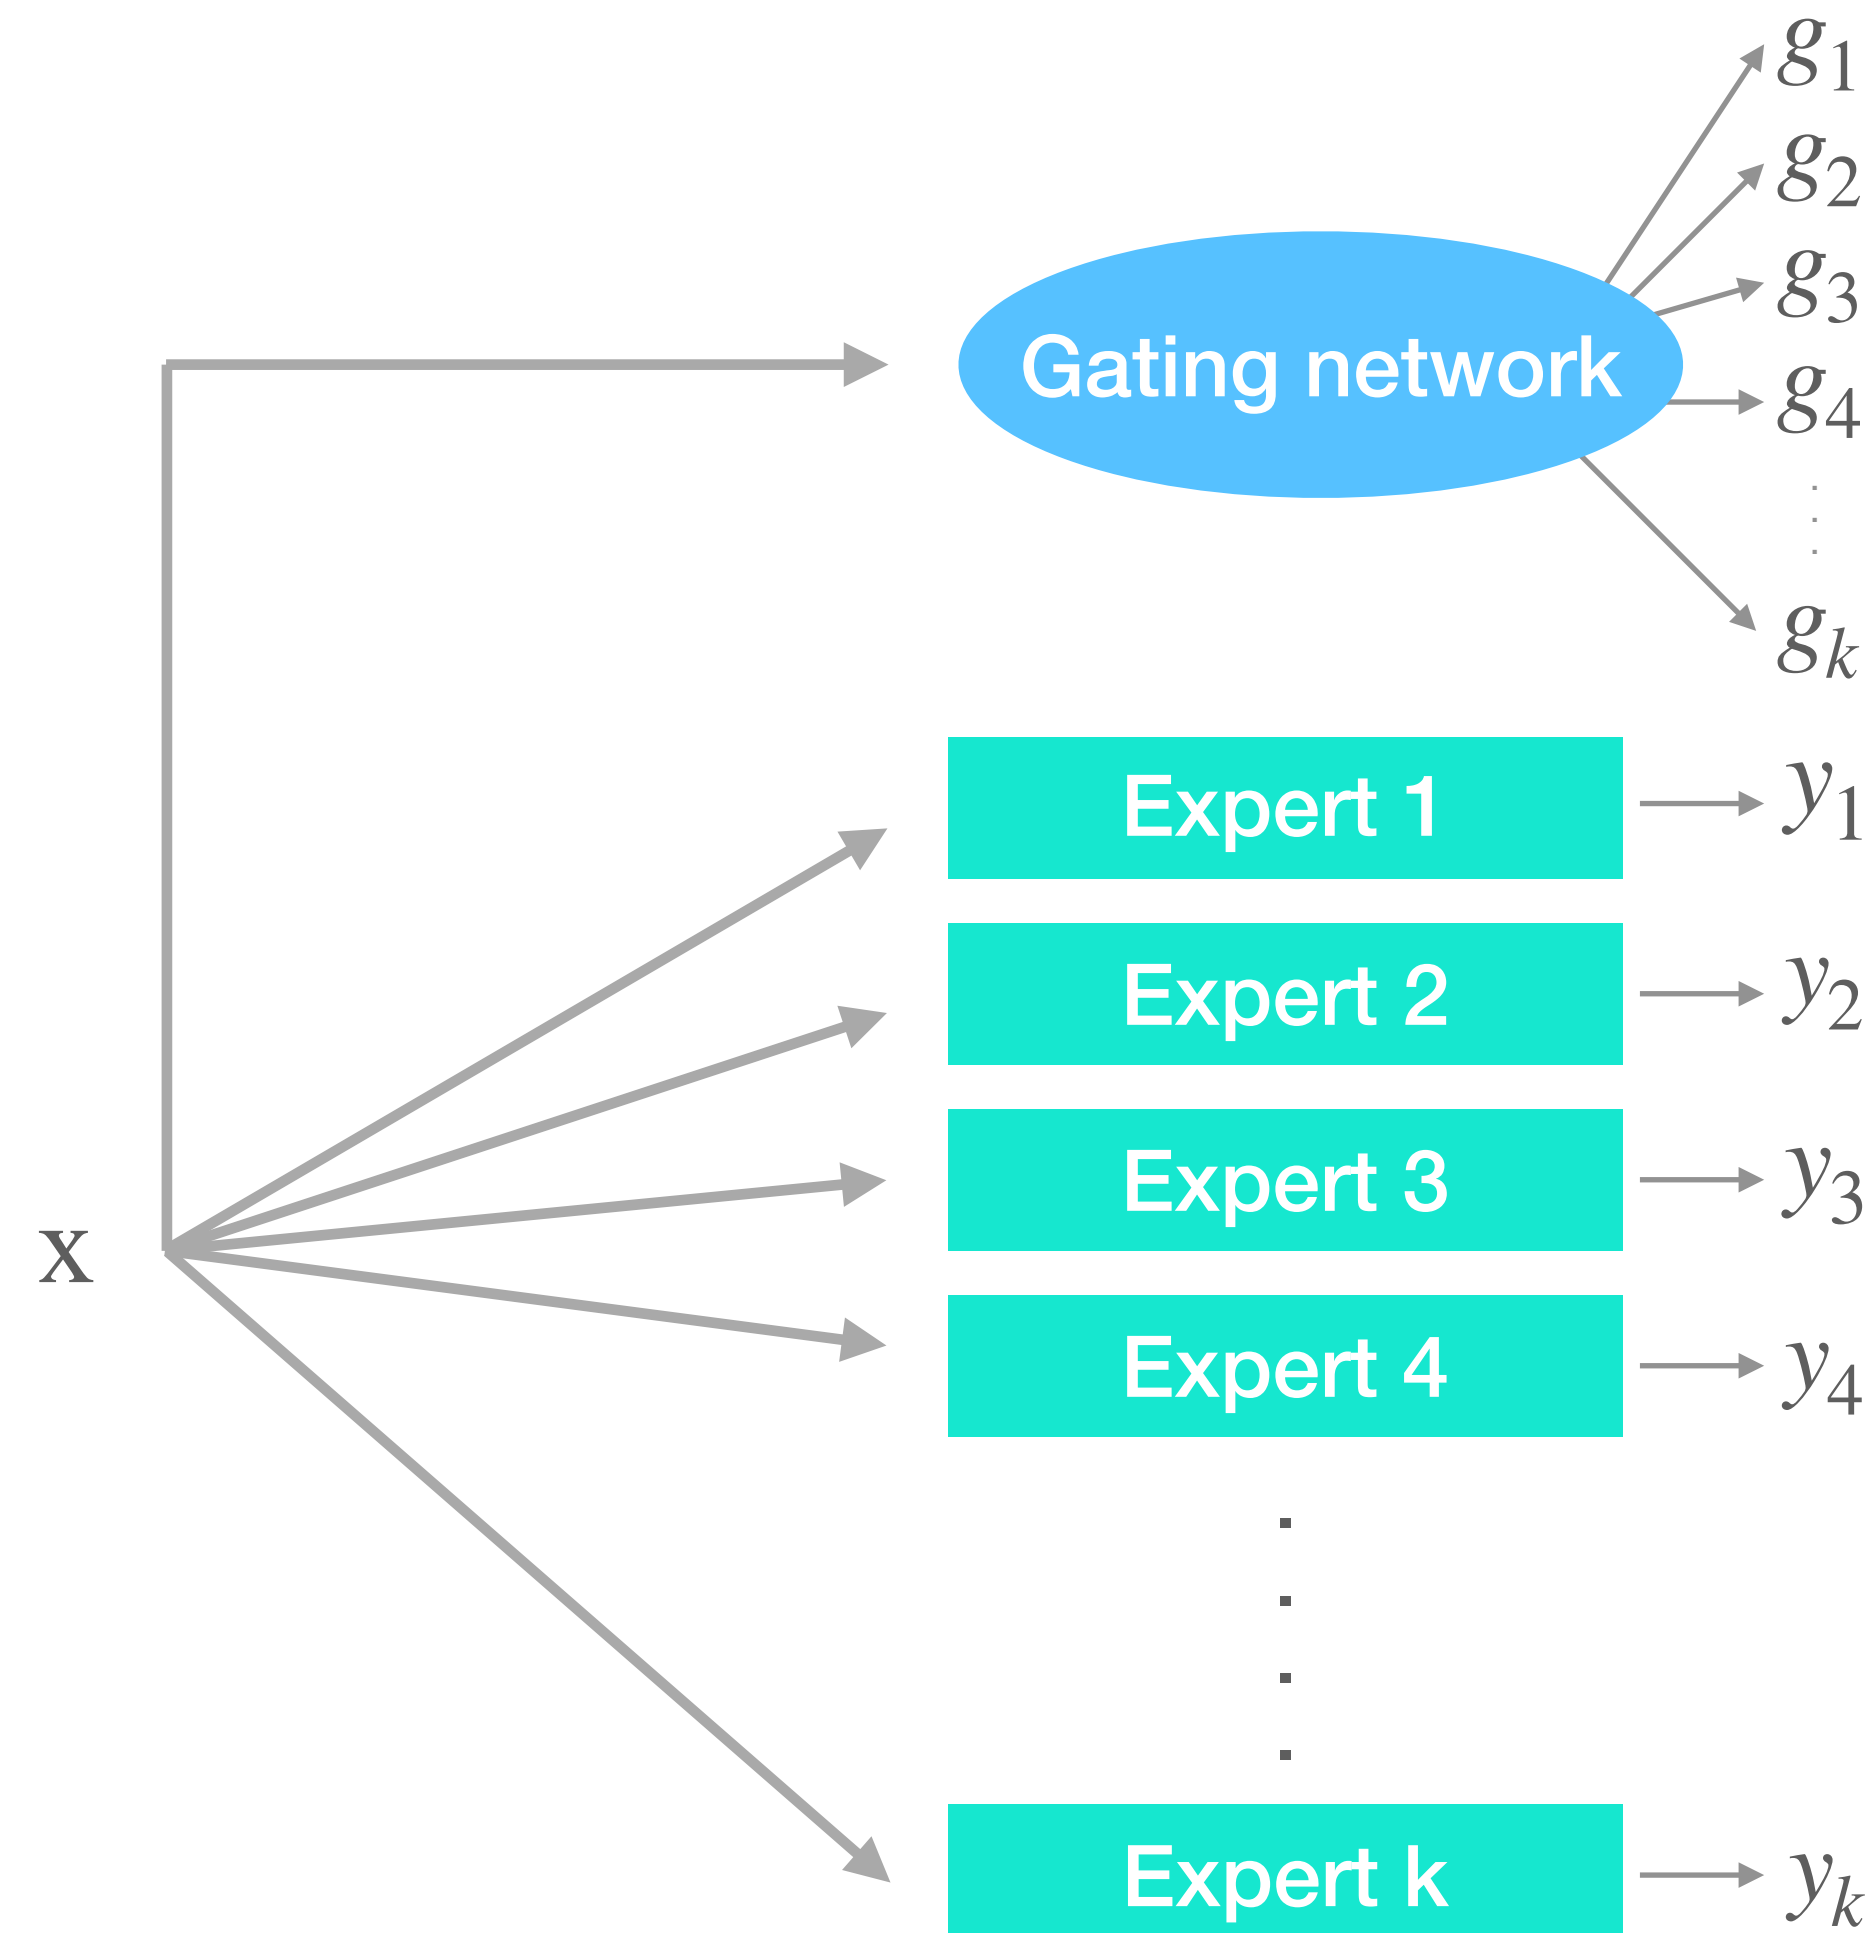 g1
g2
g3
Gating network
g4
.
.
.
gk
Expert 1 y1
Expert 2 y2
Expert 3 y3
x
Expert 4 y4
.
.
.
.
Expert k yk